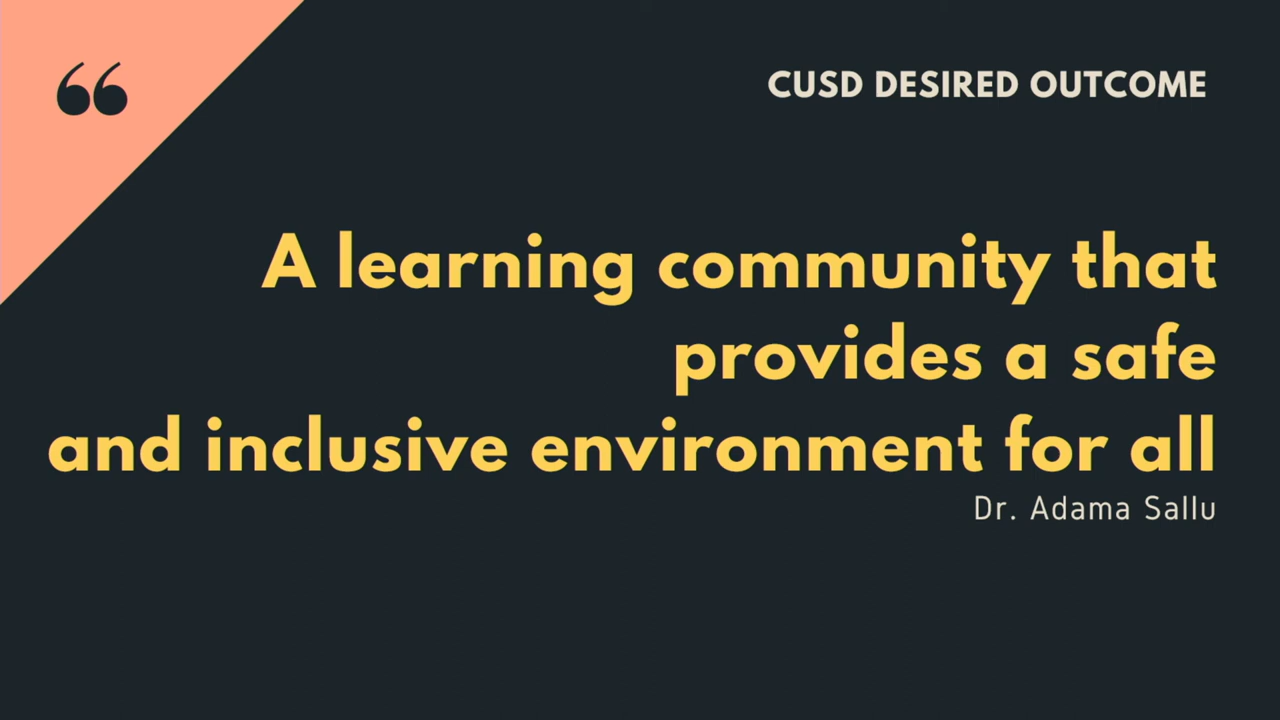 “
CUSD DESIRED OUTCOME
A learning community that
provides a safe
and inclusive environment for all
Dr. Adama Sallu